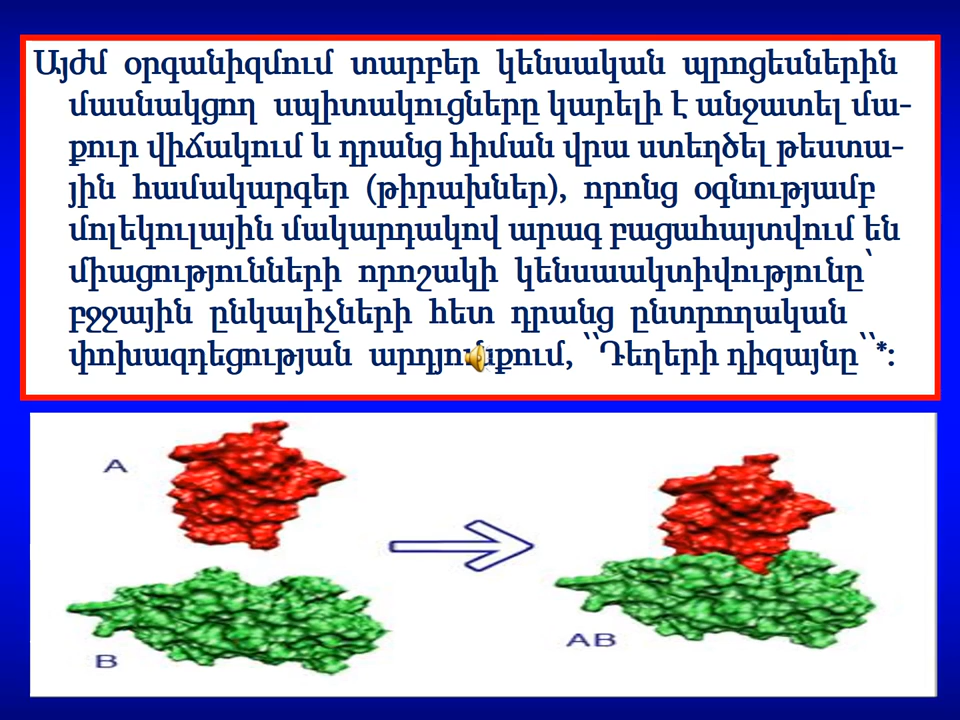 Այժմ օրգանիզմում տարբեր կենսական պրոցեսներին
մասնակցող սպիտակուցները կարելի է անջատել մա-
քուր վիճակում և դրանց հիման վրա ստեղծել թեստա-
յին համակարգեր (թիրախներ), որոնց օգնությամբ
մոլեկուլային մակարդակով արագ բացահայտվում են
միացությունների որոշակի կենսաակտիվությունը՝
բջջային ընկալիչների հետ դրանց ընտրողական
փոխազդեցության արդյունքում, ՝՝Դեղերի դիզայնը՝՝*:
A
B
AB